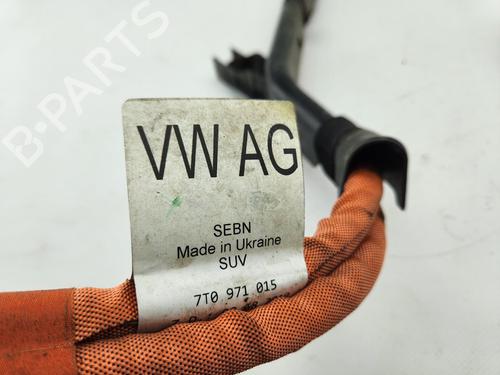 B-PARTS
VW AG
SEBN
Made in Ukraine
SUV
7T0 971 015